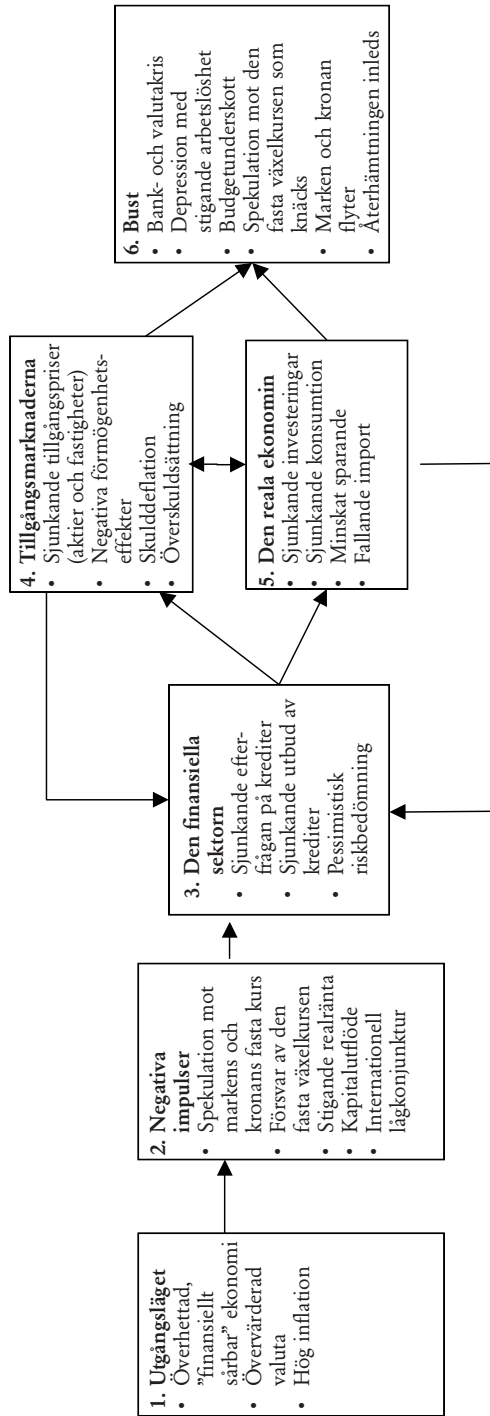 1. Utgångsläget
• Överhettad,
”finansiellt
sårbar” ekonomi
• Övervärderad
valuta
• Hög inflation
2. Negativa
impulser
• Spekulation mot
markens och
kronans fasta kurs
• Försvar av den
fasta växelkursen
• Stigande realränta
• Kapitalutflöde
• Internationell
lågkonjunktur
3. Den finansiella
sektorn
• Sjunkande efter-
frågan på krediter
• Sjunkande utbud av
krediter
• Pessimistisk
riskbedömning
4. Tillgångsmarknaderna
• Sjunkande tillgångspriser
(aktier och fastigheter)
• Negativa förmögenhets-
effekter
• Skulddeflation
• Överskuldsättning
5. Den reala ekonomin
• Sjunkande investeringar
• Sjunkande konsumtion
• Minskat sparande
• Fallande import
6. Bust
• Bank- och valutakris
• Depression med
stigande arbetslöshet
• Budgetunderskott
• Spekulation mot den
fasta växelkursen som
knäcks
• Marken och kronan
flyter
• Återhämtningen inleds